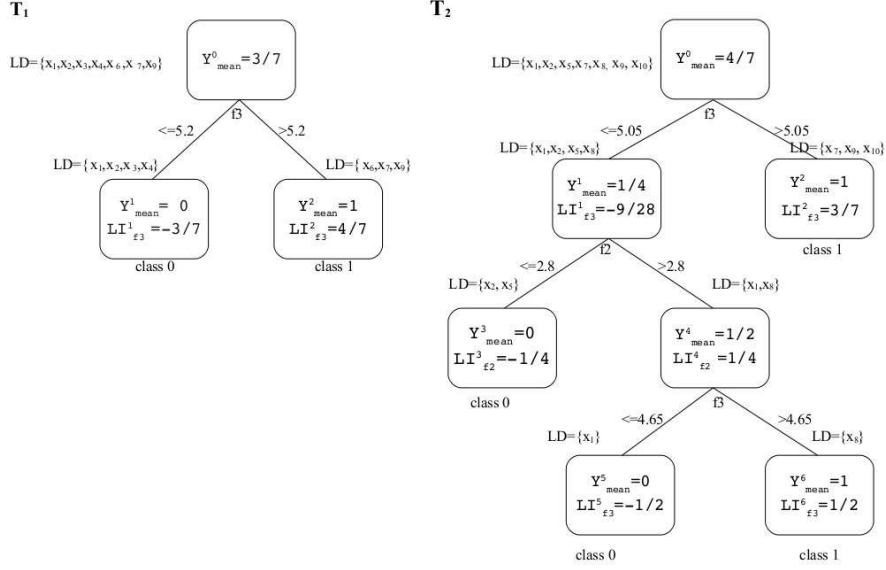 T₁
LD={x₁,x₂,x₃,x₄,x₆,x₇,x₉}
Y⁰mean=3/7
f3
<=5.2
>5.2
LD={x₁,x₂,x₃,x₄}
LD={x₆,x₇,x₉}
Y¹mean= 0
LI¹f3=-3/7
class 0
Y²mean=1
LI²f3=4/7
class 1
T₂
LD={x₁,x₂,x₅,x₇,x₈,x₉,x₁₀}
Y⁰mean=4/7
f3
<=5.05
>5.05
LD={x₁,x₂,x₅,x₈}
LD={x₇,x₉,x₁₀}
Y¹mean=1/4
LI¹f3=-9/28
f2
Y²mean=1
LI²f3=3/7
class 1
<=2.8
>2.8
LD={x₂,x₅}
LD={x₁,x₈}
Y³mean=0
LI³f2=-1/4
class 0
Y⁴mean=1/2
LI⁴f2=1/4
f3
<=4.65
>4.65
LD={x₁}
LD={x₈}
Y⁵mean=0
LI⁵f3=-1/2
class 0
Y⁶mean=1
LI⁶f3=1/2
class 1